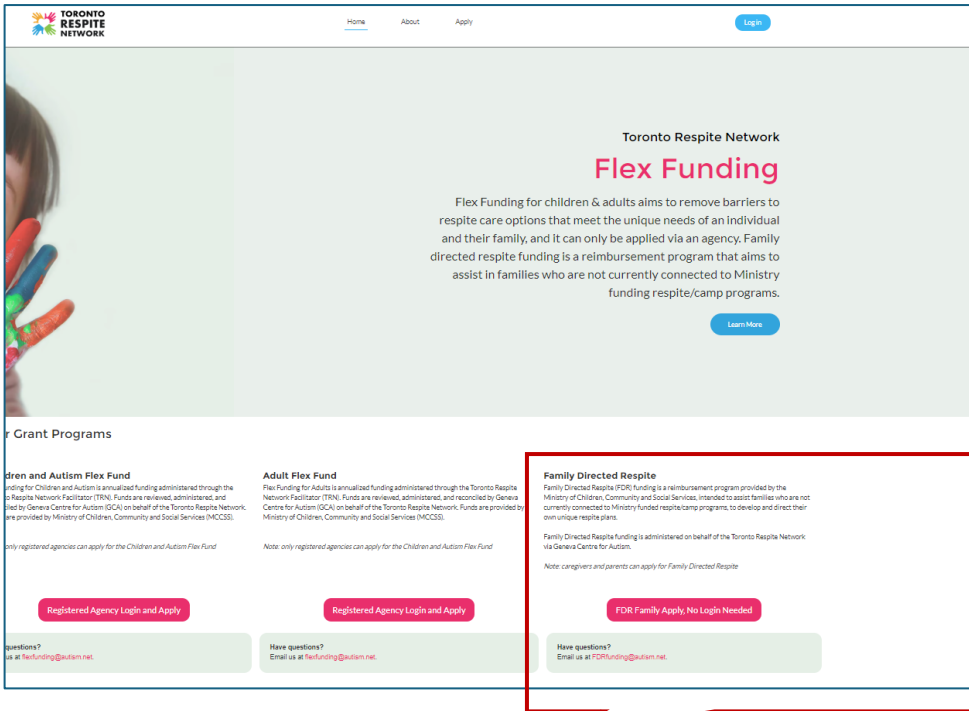 TORONTO
RESPITE
NETWORK
Home About Apply
Login
Toronto Respite Network
Flex Funding
Flex Funding for children & adults aims to remove barriers to
respite care options that meet the unique needs of an individual
and their family, and it can only be applied via an agency. Family
directed respite funding is a reimbursement program that aims to
assist in families who are not currently connected to Ministry
funding respite/camp programs.
Learn More
r Grant Programs
dren and Autism Flex Fund
unding for Children and Autism is annualized funding administered through the
o Respite Network Facilitator (TRN). Funds are reviewed, administered, and
ciled by Geneva Centre for Autism (GCA) on behalf of the Toronto Respite Network.
are provided by Ministry of Children, Community and Social Services (MCCSS).
only registered agencies can apply for the Children and Autism Flex Fund
Registered Agency Login and Apply
questions?
us at flexfunding@autism.net.
Adult Flex Fund
Flex Funding for Adults is annualized funding administered through the Toronto Respite
Network Facilitator (TRN). Funds are reviewed, administered, and reconciled by Geneva
Centre for Autism (GCA) on behalf of the Toronto Respite Network. Funds are provided by
Ministry of Children, Community and Social Services (MCCSS).
Note: only registered agencies can apply for the Children and Autism Flex Fund
Registered Agency Login and Apply
Have questions?
Email us at flexfunding@autism.net.
Family Directed Respite
Family Directed Respite (FDR) funding is a reimbursement program provided by the
Ministry of Children, Community and Social Services, intended to assist families who are not
currently connected to Ministry funded respite/camp programs, to develop and direct their
own unique respite plans.
Family Directed Respite funding is administered on behalf of the Toronto Respite Network
via Geneva Centre for Autism.
Note: caregivers and parents can apply for Family Directed Respite
FDR Family Apply, No Login Needed
Have questions?
Email us at FDRfunding@autism.net.